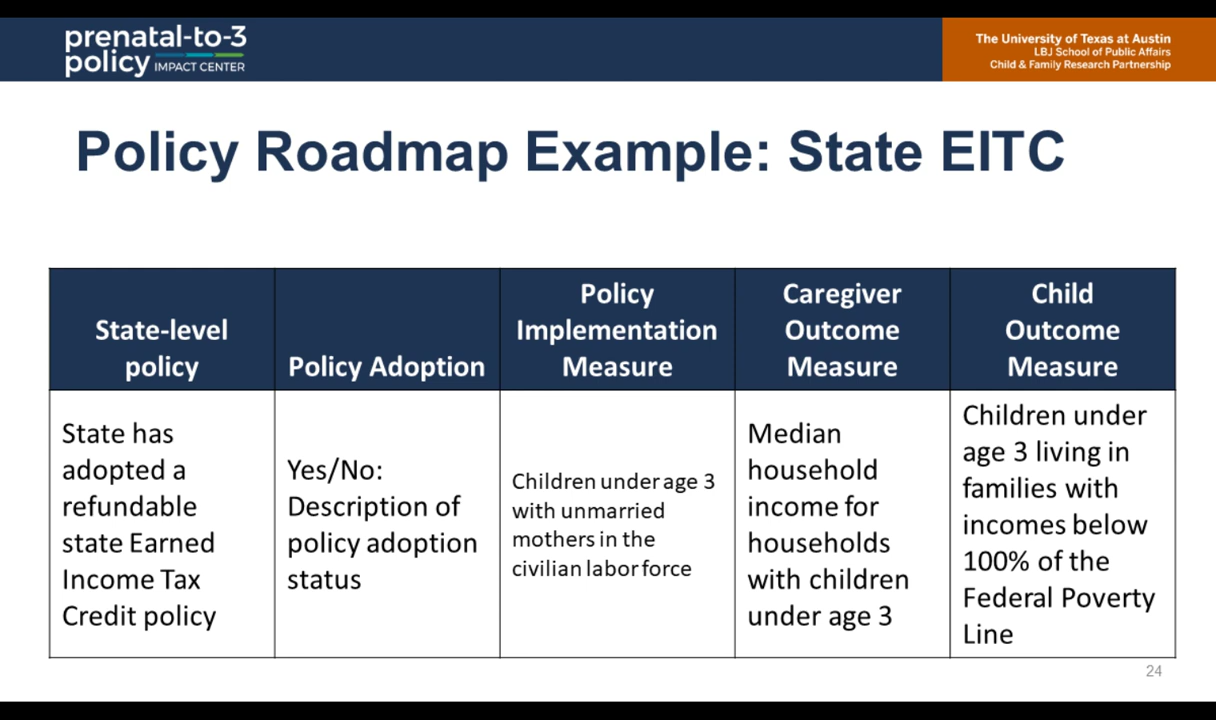 prenatal-to-3
policy IMPACT CENTER
The University of Texas at Austin
LBJ School of Public Affairs
Child & Family Research Partnership
Policy Roadmap Example: State EITC
State-level
policy
Policy Adoption
Policy
Implementation
Measure
Caregiver
Outcome
Measure
Child
Outcome
Measure
State has
adopted a
refundable
state Earned
Income Tax
Credit policy
Yes/No:
Description of
policy adoption
status
Children under age 3
with unmarried
mothers in the
civilian labor force
Median
household
income for
households
with children
under age 3
Children under
age 3 living in
families with
incomes below
100% of the
Federal Poverty
Line
24